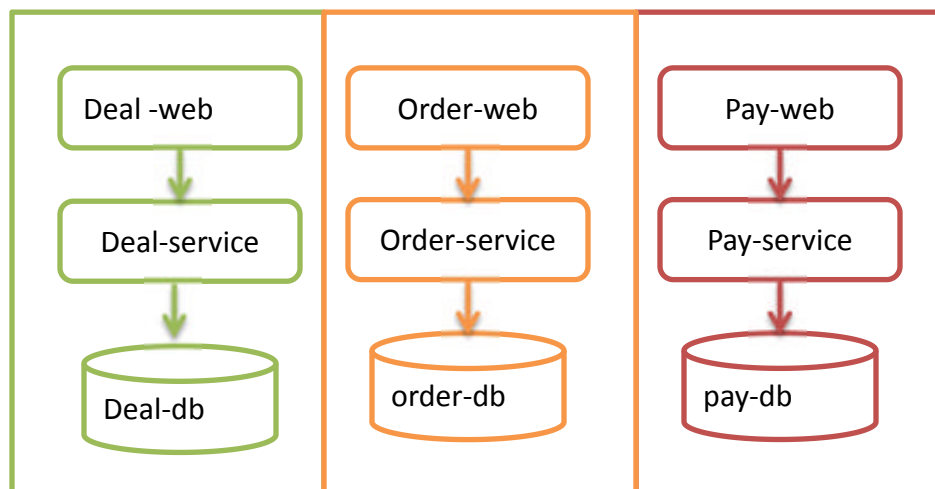 Deal -web
Order-web
Pay-web
Deal-service
Order-service
Pay-service
Deal-db
order-db
pay-db